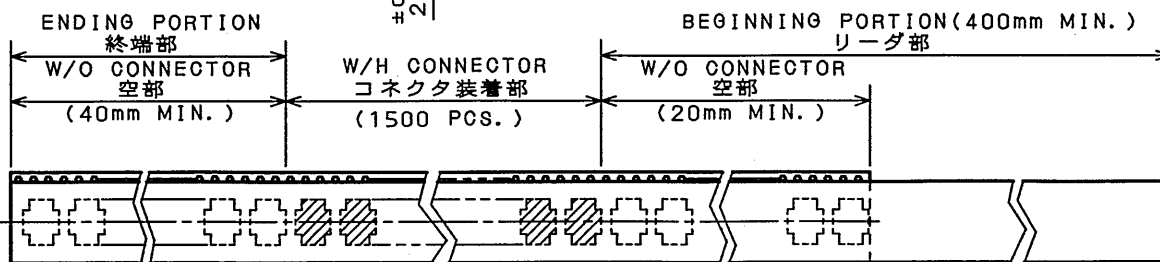 ENDING PORTION
終端部
W/O CONNECTOR
空部
(40mm MIN.)
W/H CONNECTOR
コネクタ装着部
(1500 PCS.)
BEGINNING PORTION(400mm MIN.)
リーダ部
W/O CONNECTOR
空部
(20mm MIN.)